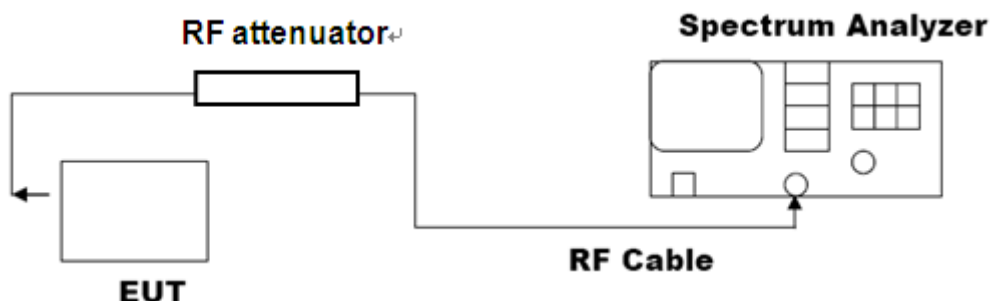 RF attenuator↵
Spectrum Analyzer
RF Cable
EUT